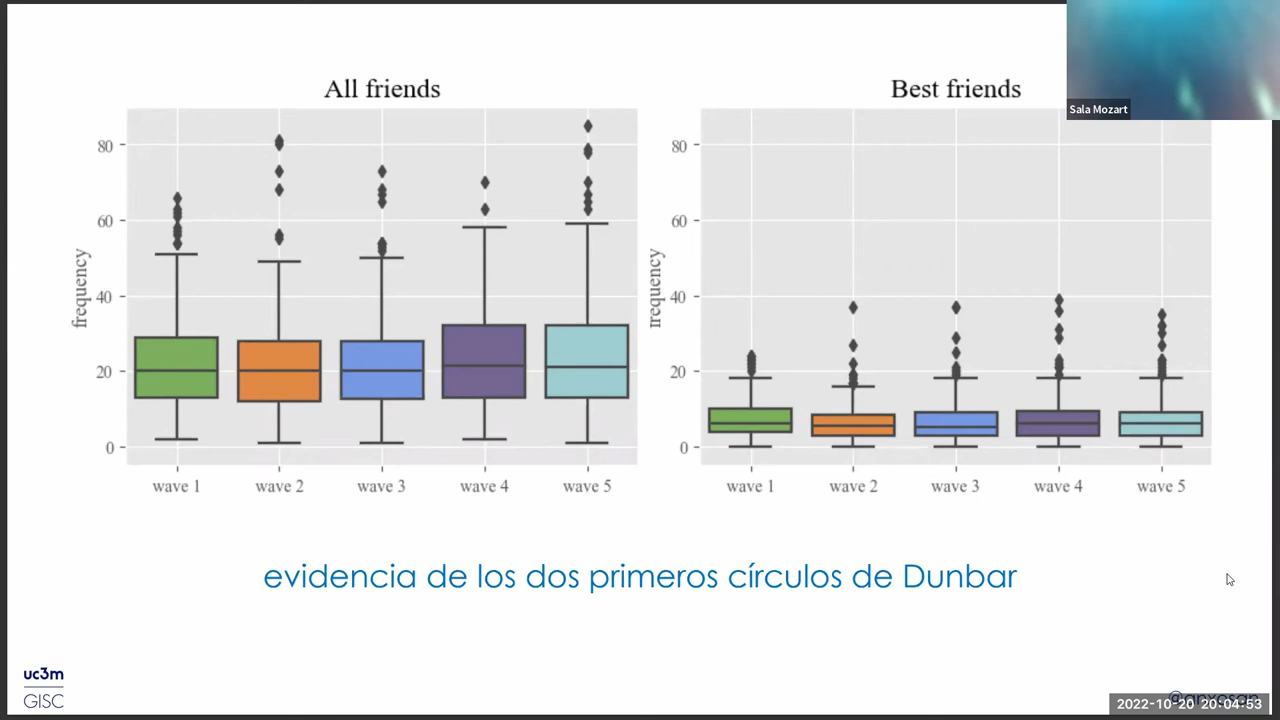 All friends
80
60
40
20
0
frequency
wave 1 wave 2 wave 3 wave 4 wave 5
Best friends
80
60
40
20
0
wave 1 wave 2 wave 3 wave 4 wave 5
Sala Mozart
evidencia de los dos primeros círculos de Dunbar
uc3m
GISC
2022-10-20 20:04:53